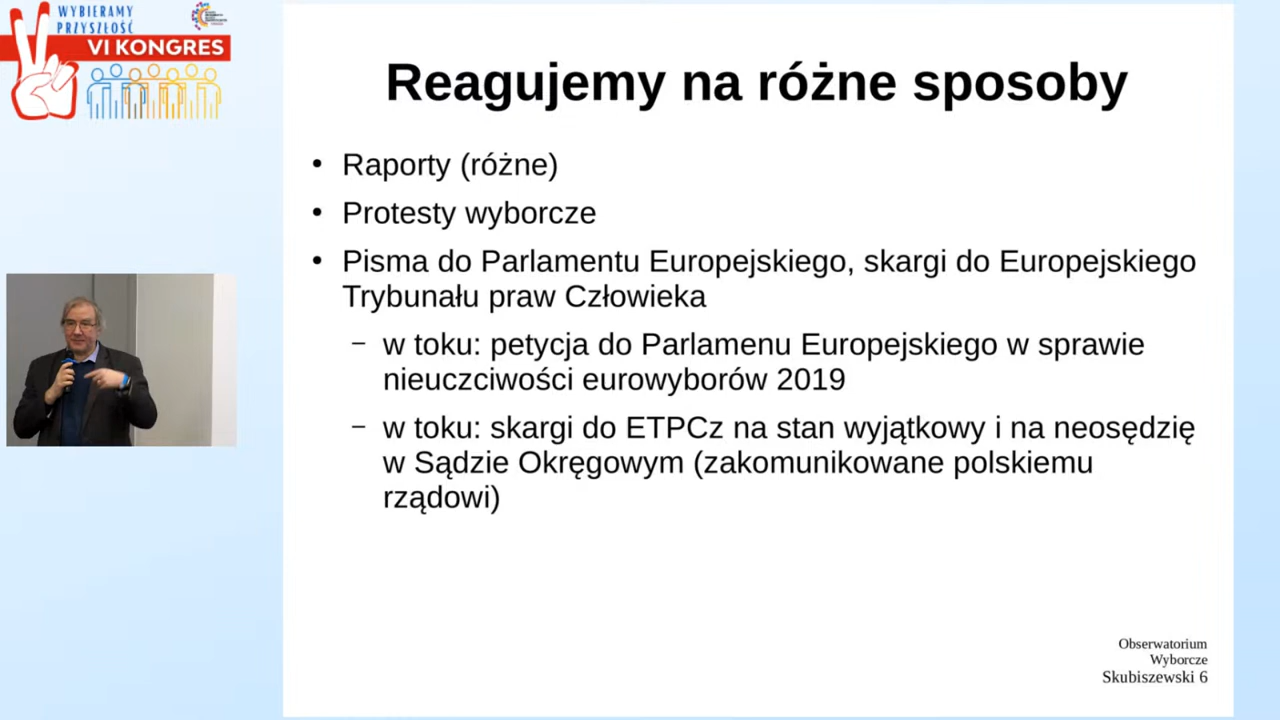 WYBIERAMY
PRZYSZŁOŚĆ
VI KONGRES
Reagujemy na różne sposoby
• Raporty (różne)
• Protesty wyborcze
• Pisma do Parlamentu Europejskiego, skargi do Europejskiego
Trybunału praw Człowieka
– w toku: petycja do Parlamenu Europejskiego w sprawie
nieuczciwości eurowyborów 2019
– w toku: skargi do ETPCz na stan wyjątkowy i na neosędzię
w Sądzie Okręgowym (zakomunikowane polskiemu
rządowi)
Obserwatorium
Wyborcze
Skubiszewski 6